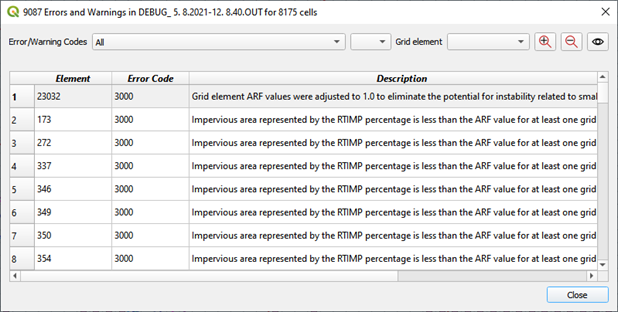 9087 Errors and Warnings in DEBUG_ 5. 8.2021-12. 8.40.OUT for 8175 cells
Error/Warning Codes All Grid element
Element Error Code Description
1 23032 3000 Grid element ARF values were adjusted to 1.0 to eliminate the potential for instability related to smal
2 173 3000 Impervious area represented by the RTIMP percentage is less than the ARF value for at least one grid
3 272 3000 Impervious area represented by the RTIMP percentage is less than the ARF value for at least one grid
4 337 3000 Impervious area represented by the RTIMP percentage is less than the ARF value for at least one grid
5 346 3000 Impervious area represented by the RTIMP percentage is less than the ARF value for at least one grid
6 349 3000 Impervious area represented by the RTIMP percentage is less than the ARF value for at least one grid
7 350 3000 Impervious area represented by the RTIMP percentage is less than the ARF value for at least one grid
8 354 3000 Impervious area represented by the RTIMP percentage is less than the ARF value for at least one grid
Close